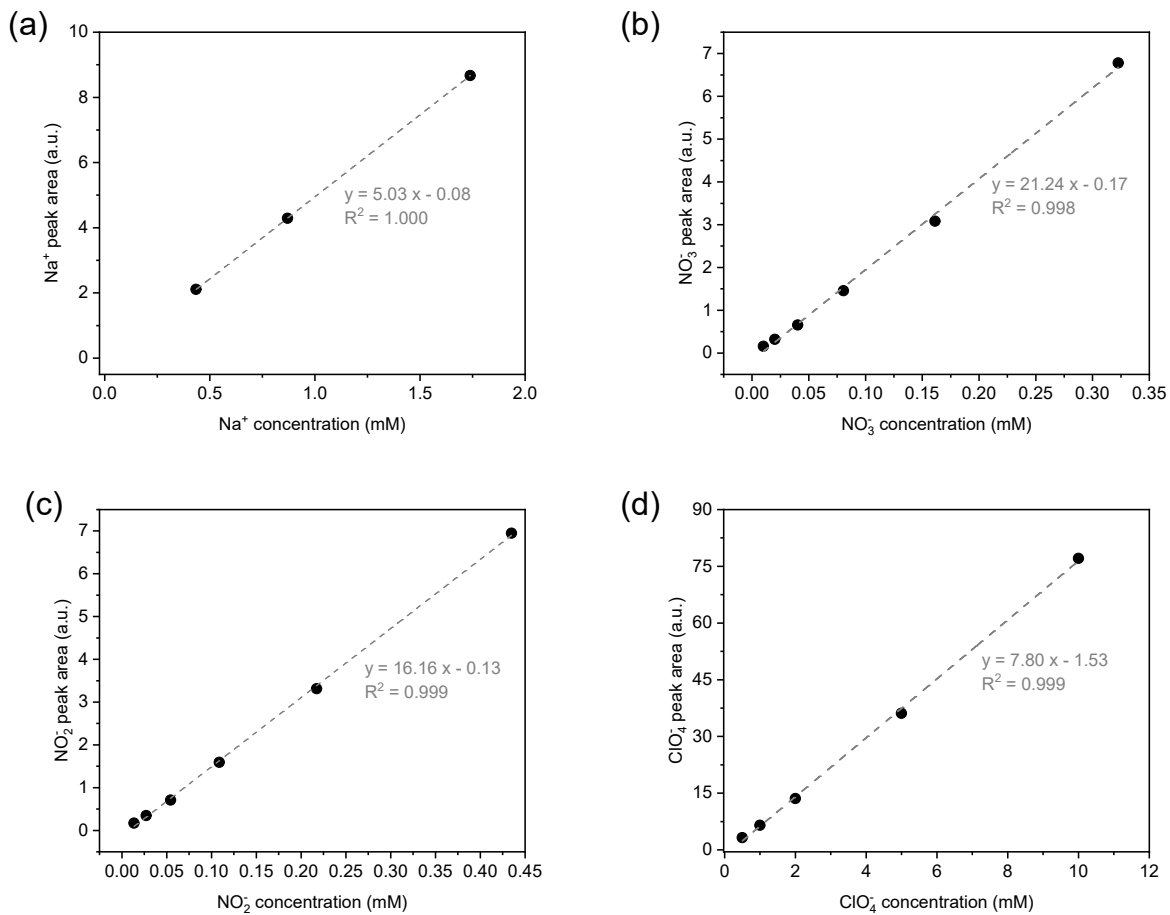 (a)
10
8
6
4
2
0
Na⁺ peak area (a.u.)
y = 5.03 x - 0.08
R² = 1.000
0.0 0.5 1.0 1.5 2.0
Na⁺ concentration (mM)
(b)
7
6
5
4
3
2
1
0
NO₃⁻ peak area (a.u.)
y = 21.24 x - 0.17
R² = 0.998
0.00 0.05 0.10 0.15 0.20 0.25 0.30 0.35
NO₃⁻ concentration (mM)
(c)
7
6
5
4
3
2
1
0
NO₂⁻ peak area (a.u.)
y = 16.16 x - 0.13
R² = 0.999
0.00 0.05 0.10 0.15 0.20 0.25 0.30 0.35 0.40 0.45
NO₂⁻ concentration (mM)
(d)
90
75
60
45
30
15
0
ClO₄⁻ peak area (a.u.)
y = 7.80 x - 1.53
R² = 0.999
0 2 4 6 8 10 12
ClO₄⁻ concentration (mM)